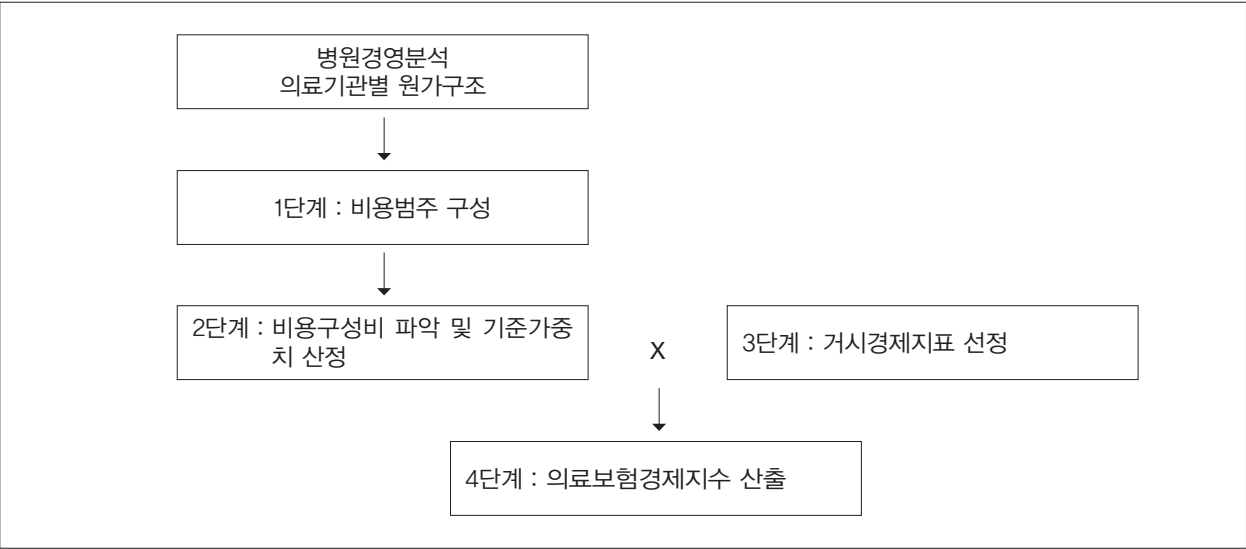 병원경영분석
의료기관별 원가구조
1단계 : 비용범주 구성
2단계 : 비용구성비 파악 및 기준가중
치 산정
X
3단계 : 거시경제지표 선정
4단계 : 의료보험경제지수 산출